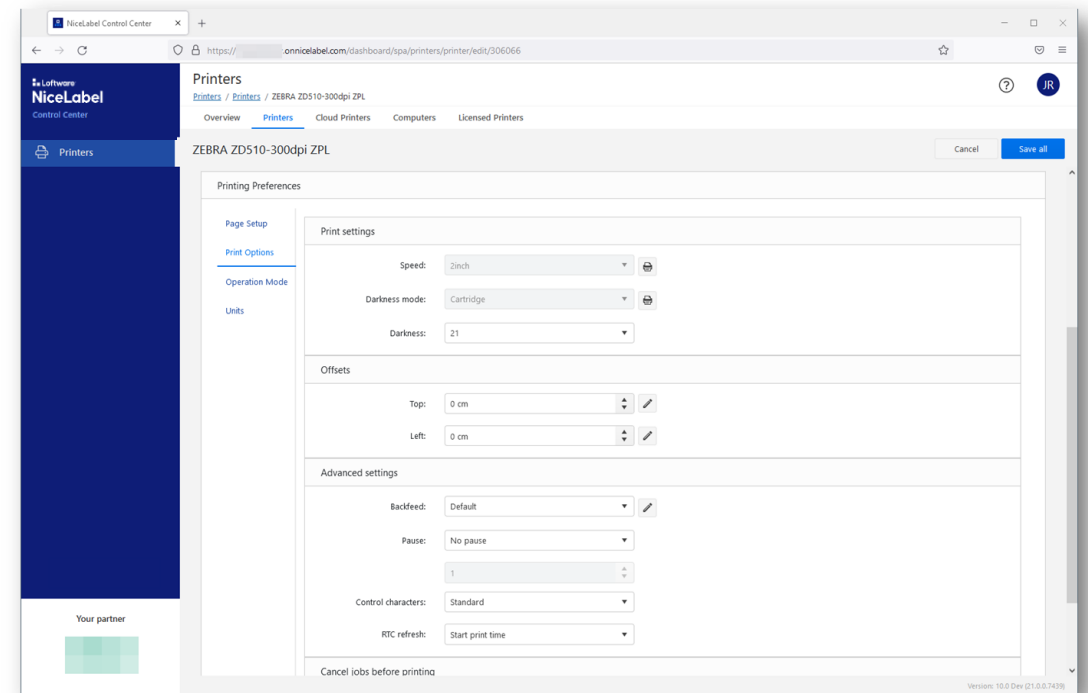 NiceLabel Control Center
https:// .onnicelabel.com/dashboard/spa/printers/printer/edit/306066
Loftware
NiceLabel
Control Center
Printers
Printers / Printers / ZEBRA ZD510-300dpi ZPL
JR
Overview Printers Cloud Printers Computers Licensed Printers
Printers
ZEBRA ZD510-300dpi ZPL
Cancel Save all
Printing Preferences
Page Setup
Print Options
Operation Mode
Units
Print settings
Speed: 2inch
Darkness mode: Cartridge
Darkness: 21
Offsets
Top: 0 cm
Left: 0 cm
Advanced settings
Backfeed: Default
Pause: No pause
1
Control characters: Standard
RTC refresh: Start print time
Cancel jobs before printing
Your partner
Version: 10.0 Dev (21.0.0.7439)